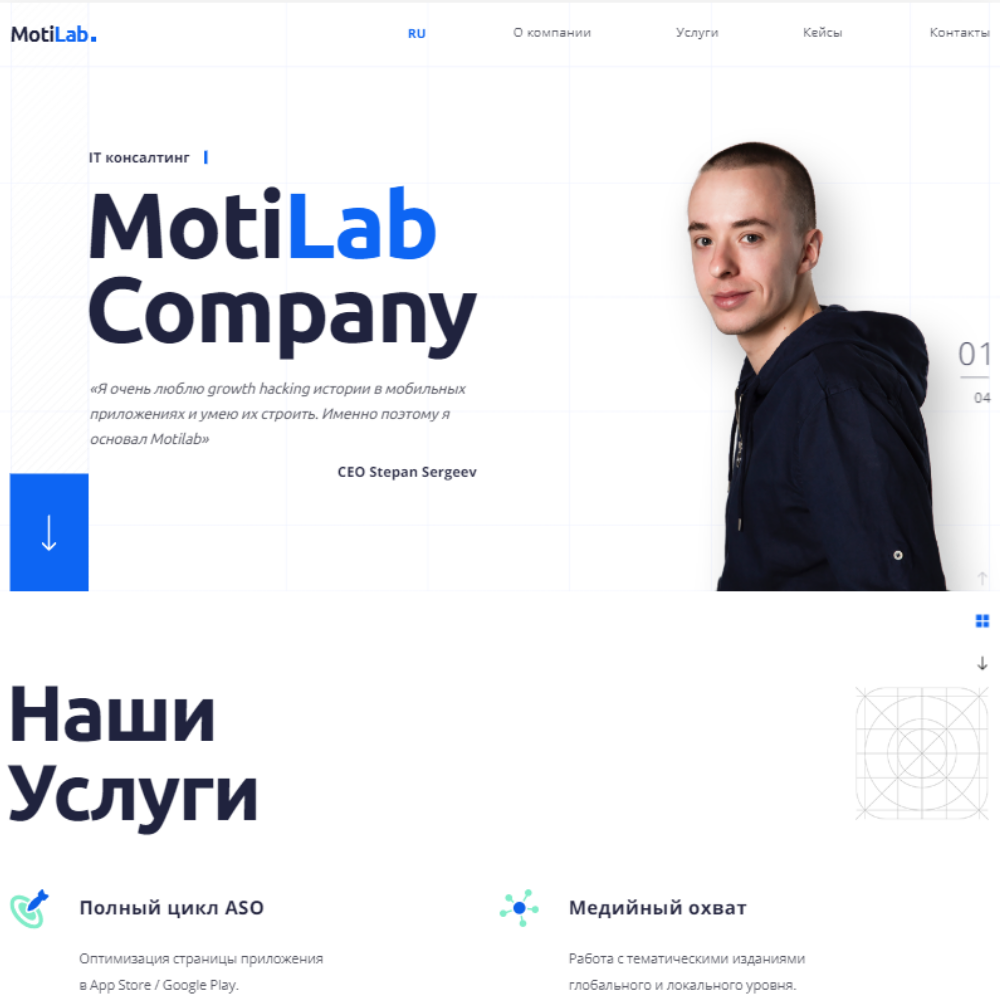 MotiLab.
RU
О компании
Услуги
Кейсы
Контакты
IT консалтинг
MotiLab
Company
«Я очень люблю growth hacking истории в мобильных
приложениях и умею их строить. Именно поэтому я
основал Motilab»
CEO Stepan Sergeev
01
04
Наши
Услуги
Полный цикл ASO
Оптимизация страницы приложения
в App Store / Google Play.
Медийный охват
Работа с тематическими изданиями
глобального и локального уровня.